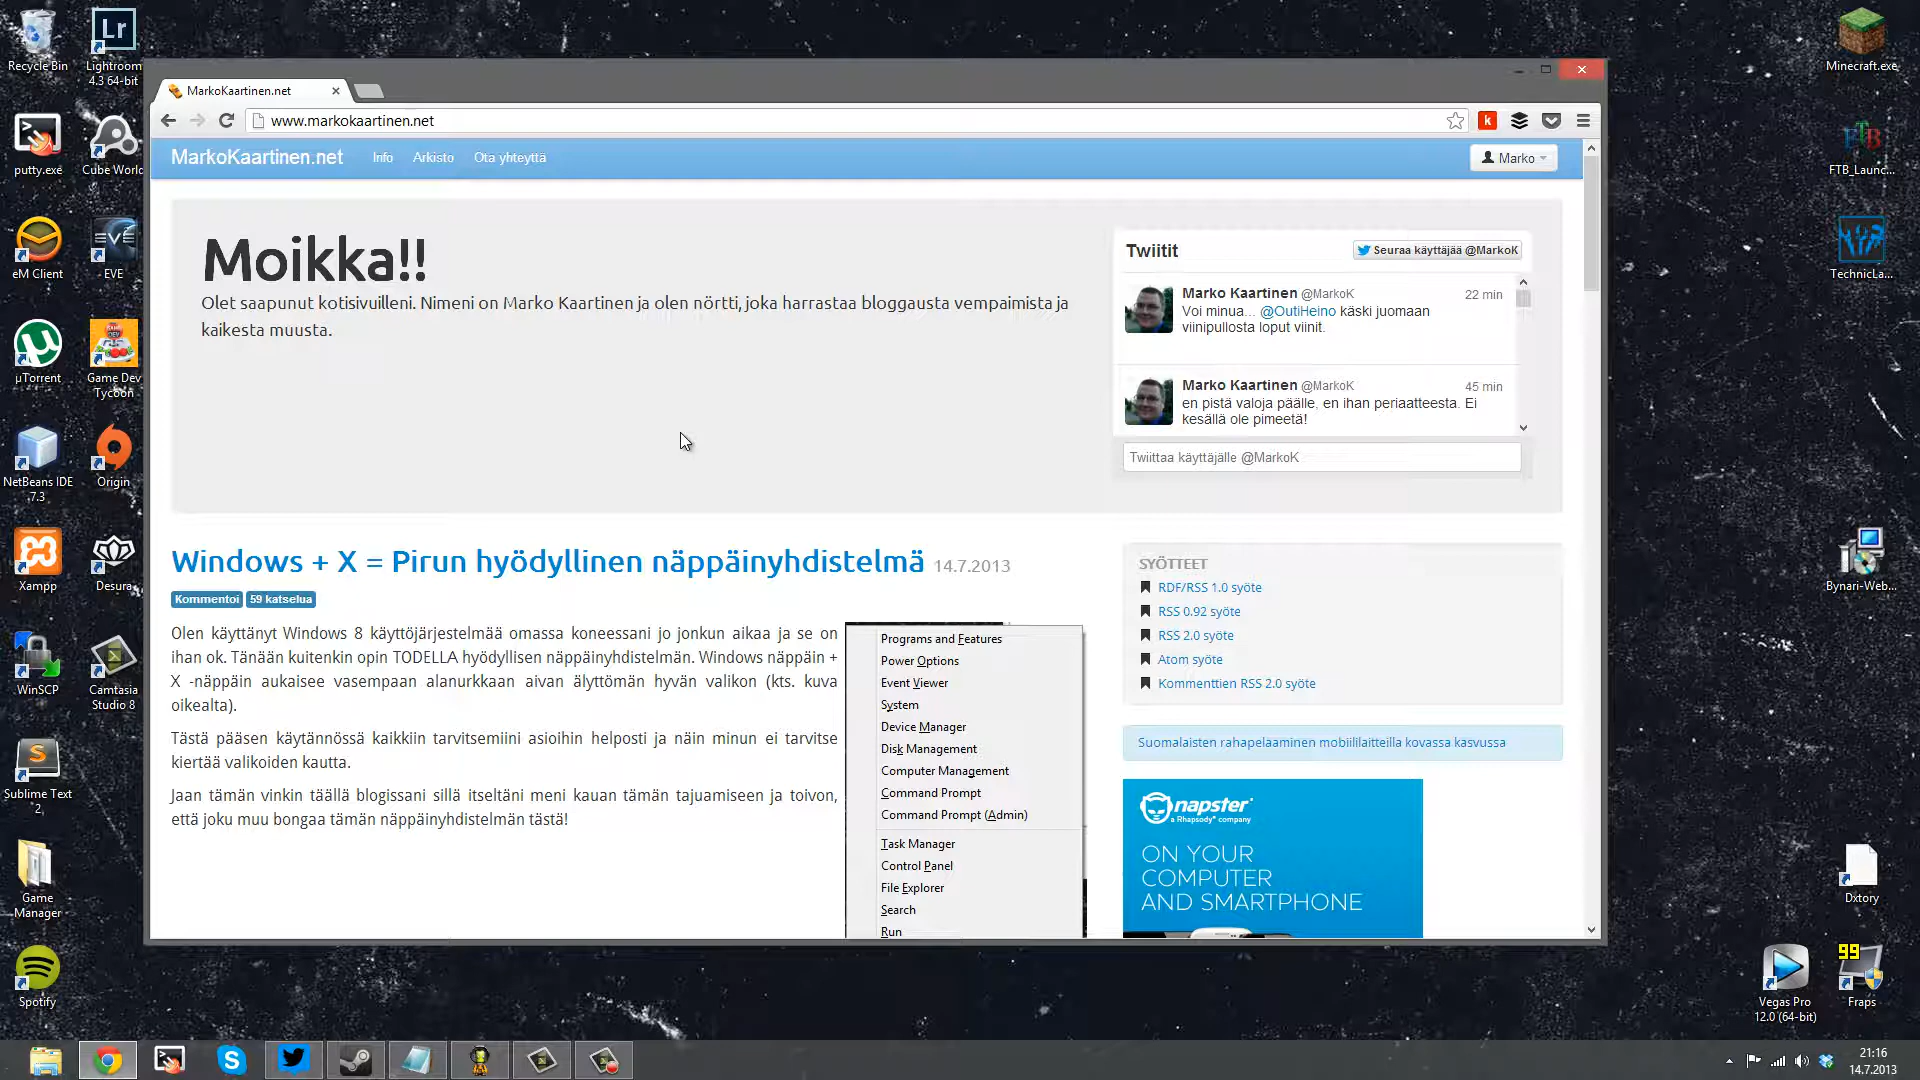 Recycle Bin
Lightroom
4.3 64-bit
putty.exe
Cube World
eM Client
EVE
µTorrent
Game Dev
Tycoon
NetBeans IDE
7.3
Origin
Xampp
Desura
WinSCP
Camtasia
Studio 8
Sublime Text
2
Game
Manager
Spotify
MarkoKaartinen.net
www.markokaartinen.net
MarkoKaartinen.net Info Arkisto Ota yhteyttä
Marko
Moikka!!
Olet saapunut kotisivuilleni. Nimeni on Marko Kaartinen ja olen nörtti, joka harrastaa bloggausta vempaimista ja
kaikesta muusta.
Twiitit Seuraa käyttäjää @MarkoK
Marko Kaartinen @MarkoK 22 min
Voi minua... @OutiHeino käski juomaan
viinipullosta loput viinit.
Marko Kaartinen @MarkoK 45 min
en pistä valoja päälle, en ihan periaatteesta. Ei
kesällä ole pimeetä!
Twiittaa käyttäjälle @MarkoK
Windows + X = Pirun hyödyllinen näppäinyhdistelmä 14.7.2013
Kommentoi 59 katselua
Olen käyttänyt Windows 8 käyttöjärjestelmää omassa koneessani jo jonkun aikaa ja se on
ihan ok. Tänään kuitenkin opin TODELLA hyödyllisen näppäinyhdistelmän. Windows näppäin +
X -näppäin aukaisee vasempaan alanurkkaan aivan älyttömän hyvän valikon (kts. kuva
oikealta).
Tästä pääsen käytännössä kaikkiin tarvitsemiini asioihin helposti ja näin minun ei tarvitse
kiertää valikoiden kautta.
Jaan tämän vinkin täällä blogissani sillä itseltäni meni kauan tämän tajuamiseen ja toivon,
että joku muu bongaa tämän näppäinyhdistelmän tästä!
Programs and Features
Power Options
Event Viewer
System
Device Manager
Disk Management
Computer Management
Command Prompt
Command Prompt (Admin)
Task Manager
Control Panel
File Explorer
Search
Run
SYÖTTEET
RDF/RSS 1.0 syöte
RSS 0.92 syöte
RSS 2.0 syöte
Atom syöte
Kommenttien RSS 2.0 syöte
Suomalaisten rahapelaaminen mobiililaitteilla kovassa kasvussa
napster
a Rhapsody® company
ON YOUR
COMPUTER
AND SMARTPHONE
Minecraft.exe
FTB_Launc...
TechnicLa...
Bynari-Web...
Dxtory
Vegas Pro
12.0 (64-bit)
99
Fraps
21:16
14.7.2013